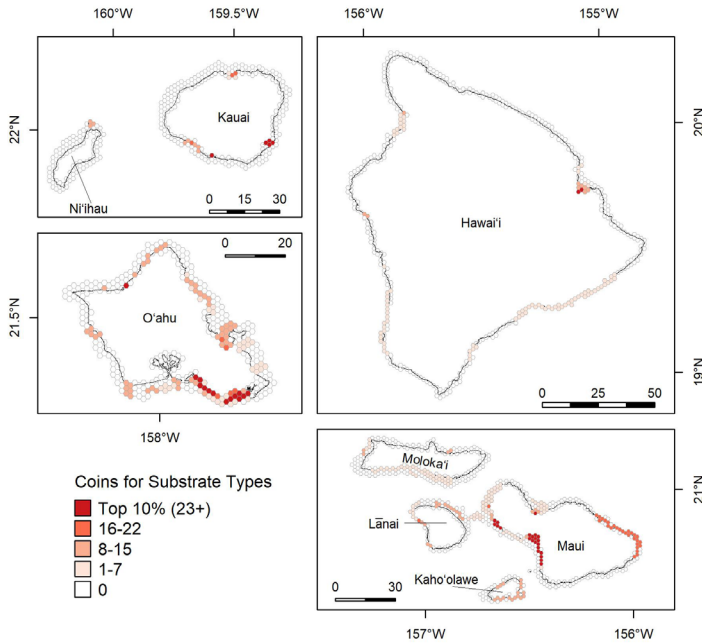 160°W 159.5°W 156°W 155°W
22°N
Kauai
Ni'ihau
0 15 30
20°N
Hawai'i
0 20
21.5°N
O'ahu
158°W
19°N
0 25 50
Coins for Substrate Types
Top 10% (23+)
16-22
8-15
1-7
0
Moloka'i
21°N
Lānai
Maui
Kaho'olawe
0 30
157°W 156°W